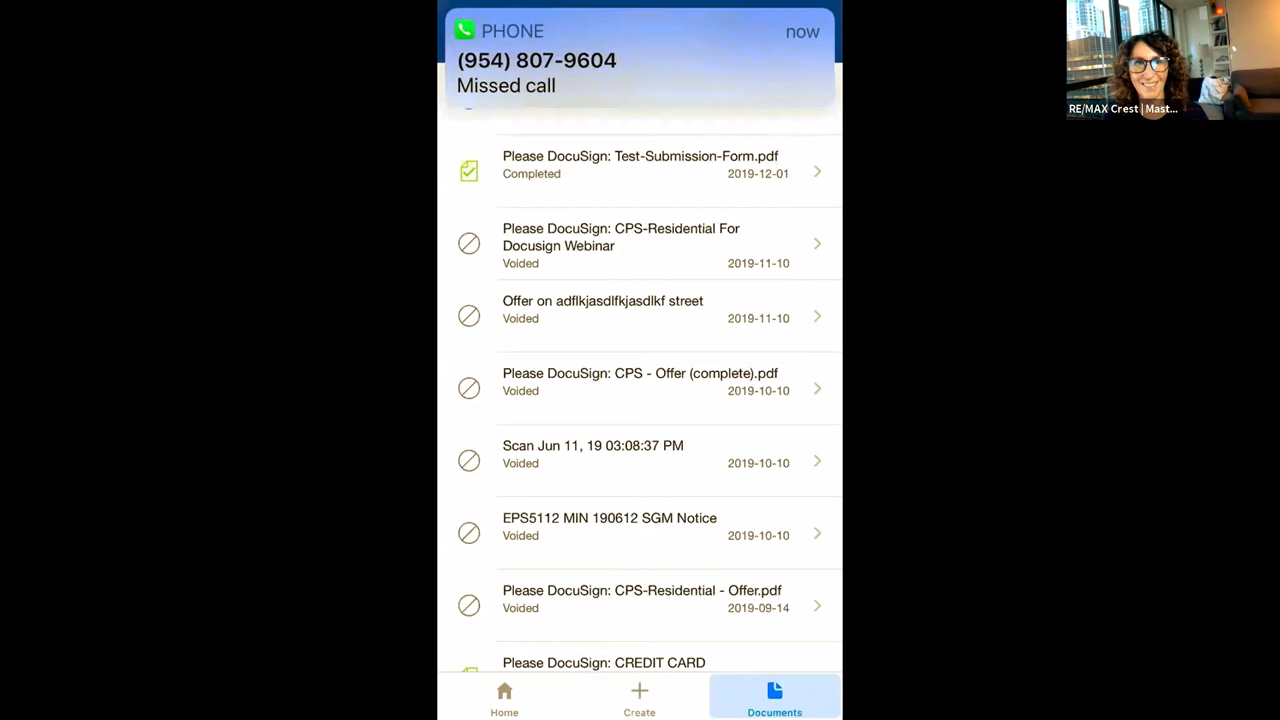 PHONE
now
(954) 807-9604
Missed call
Please DocuSign: Test-Submission-Form.pdf
Completed
2019-12-01
Please DocuSign: CPS-Residential For
Docusign Webinar
Voided
2019-11-10
Offer on adflkjasdlfkjasdlkf street
Voided
2019-11-10
Please DocuSign: CPS - Offer (complete).pdf
Voided
2019-10-10
Scan Jun 11, 19 03:08:37 PM
Voided
2019-10-10
EPS5112 MIN 190612 SGM Notice
Voided
2019-10-10
Please DocuSign: CPS-Residential - Offer.pdf
Voided
2019-09-14
Please DocuSign: CREDIT CARD
Home
Create
Documents
RE/MAX Crest | Mast...